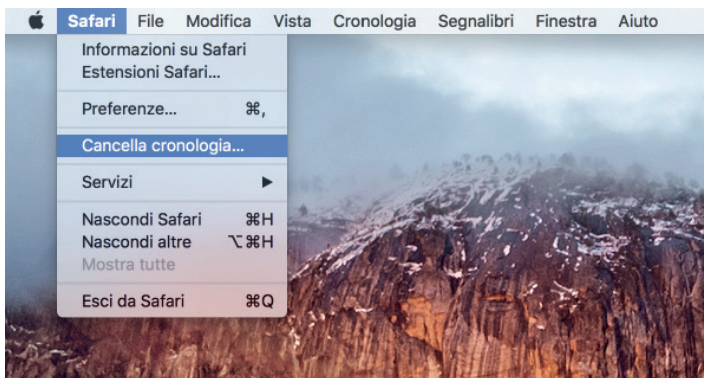 Safari File Modifica Vista Cronologia Segnalibri Finestra Aiuto
Informazioni su Safari
Estensioni Safari...
Preferenze... ⌘,
Cancella cronologia...
Servizi ▶
Nascondi Safari ⌘H
Nascondi altre ⌥⌘H
Mostra tutte
Esci da Safari ⌘Q